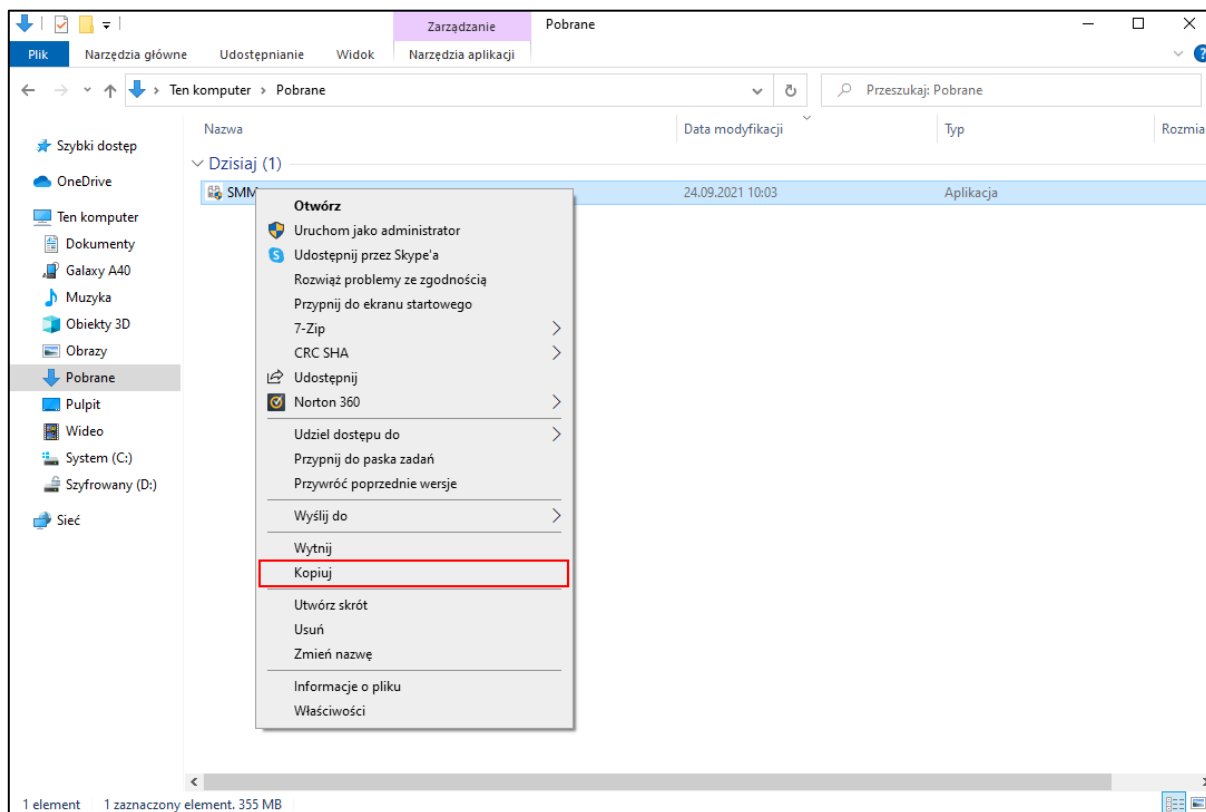 Zarządzanie
Pobrane
Plik
Narzędzia główne
Udostępnianie
Widok
Narzędzia aplikacji
Ten komputer > Pobrane
Przeszukaj: Pobrane
Nazwa
Data modyfikacji
Typ
Rozmia
Szybki dostęp
OneDrive
Ten komputer
Dokumenty
Galaxy A40
Muzyka
Obiekty 3D
Obrazy
Pobrane
Pulpit
Wideo
System (C:)
Szyfrowany (D:)
Sieć
Dzisiaj (1)
SMM
24.09.2021 10:03
Aplikacja
Otwórz
Uruchom jako administrator
Udostępnij przez Skype'a
Rozwiąż problemy ze zgodnością
Przypnij do ekranu startowego
7-Zip
CRC SHA
Udostępnij
Norton 360
Udziel dostępu do
Przypnij do paska zadań
Przywróć poprzednie wersje
Wyślij do
Wytnij
Kopiuj
Utwórz skrót
Usuń
Zmień nazwę
Informacje o pliku
Właściwości
1 element
1 zaznaczony element. 355 MB